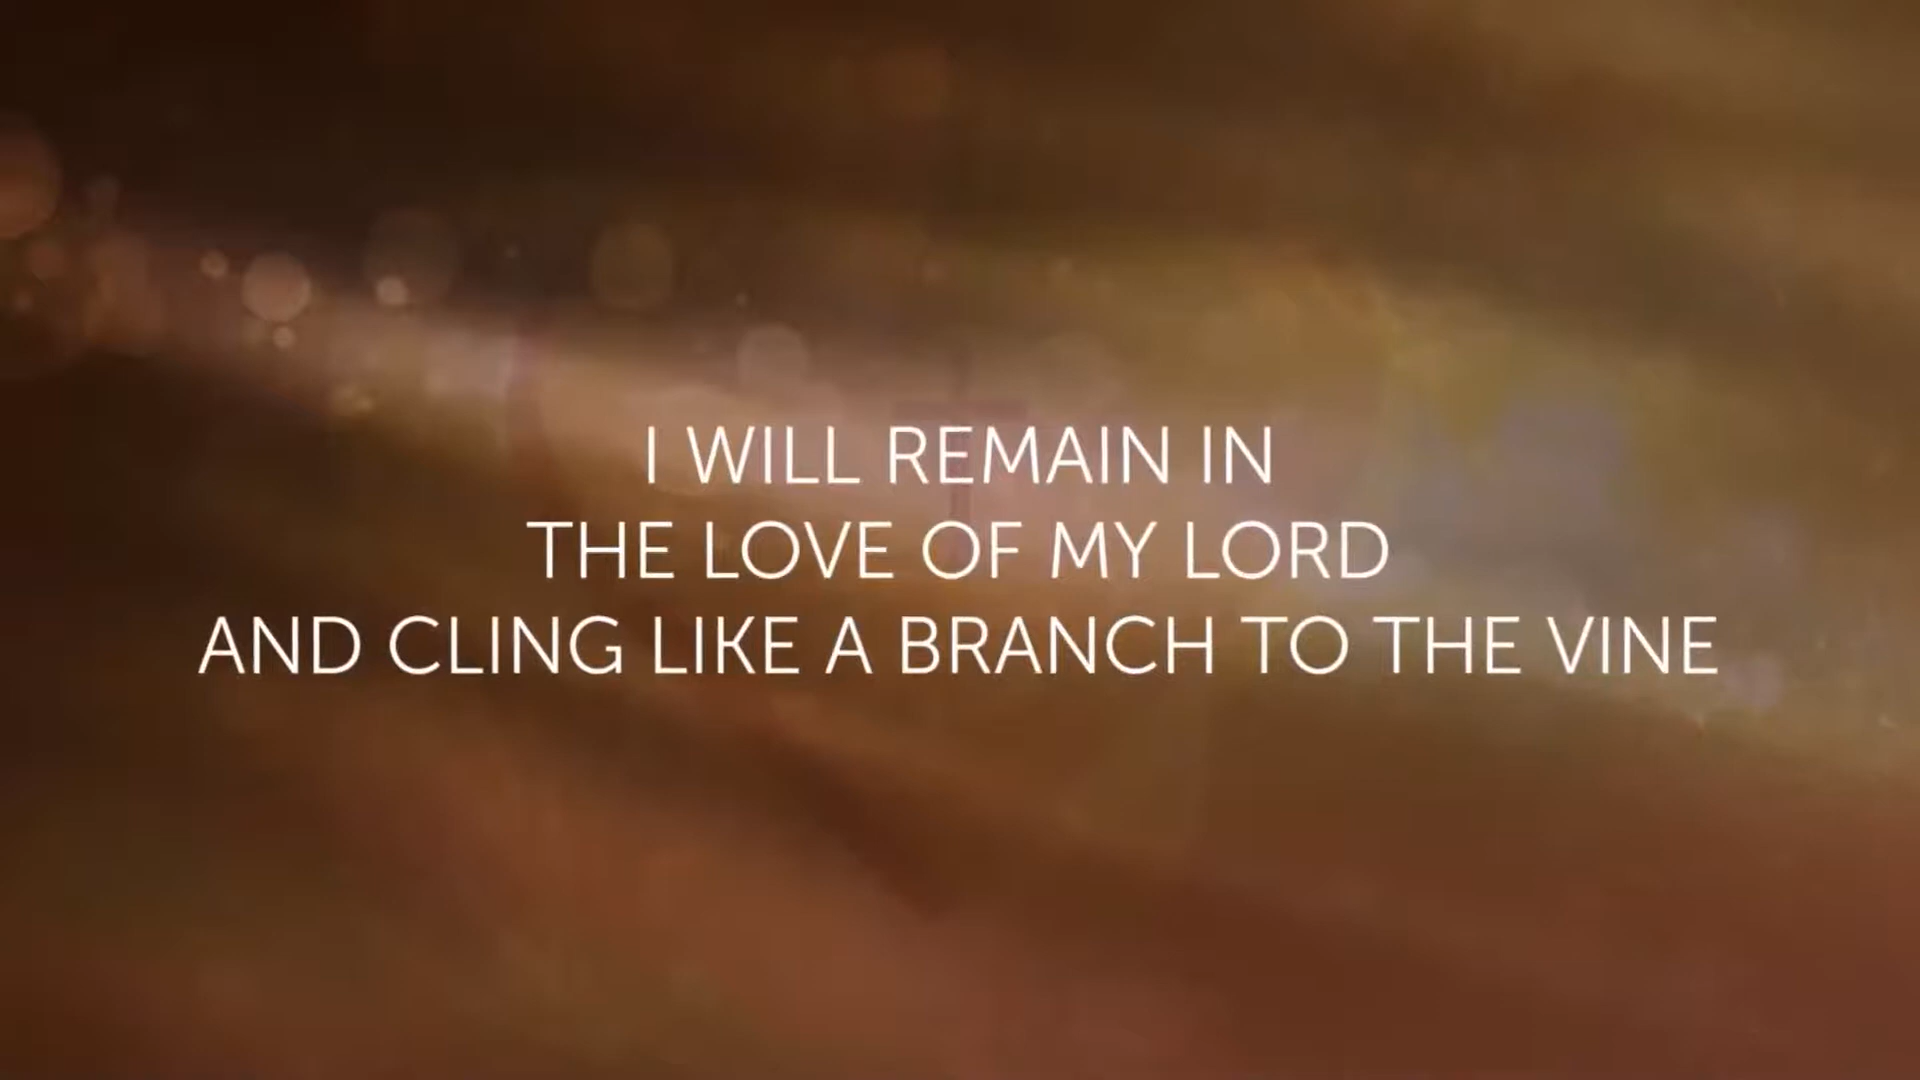 I WILL REMAIN IN
THE LOVE OF MY LORD
AND CLING LIKE A BRANCH TO THE VINE